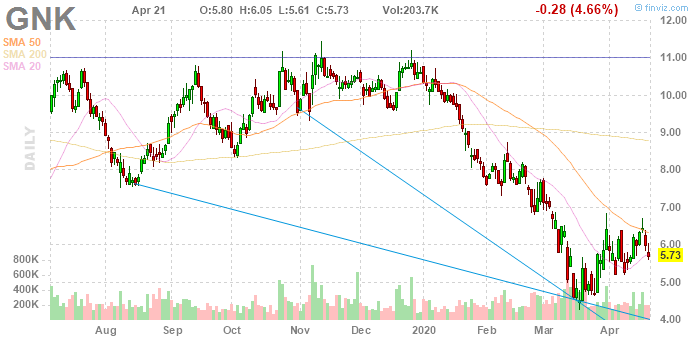 GNK Apr 21 O:5.80 H:6.05 L:5.61 C:5.73 Vol:203.7K -0.28 (4.66%) © finviz.com
SMA 50
SMA 200
SMA 20
DAILY
12.00
11.00
10.00
9.00
8.00
7.00
6.00
5.73
5.00
4.00
800K
600K
400K
200K
Aug Sep Oct Nov Dec 2020 Feb Mar Apr